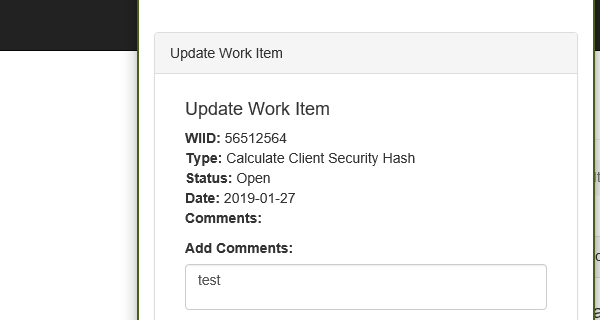 Update Work Item
Update Work Item
WIID: 56512564
Type: Calculate Client Security Hash
Status: Open
Date: 2019-01-27
Comments:
Add Comments:
test